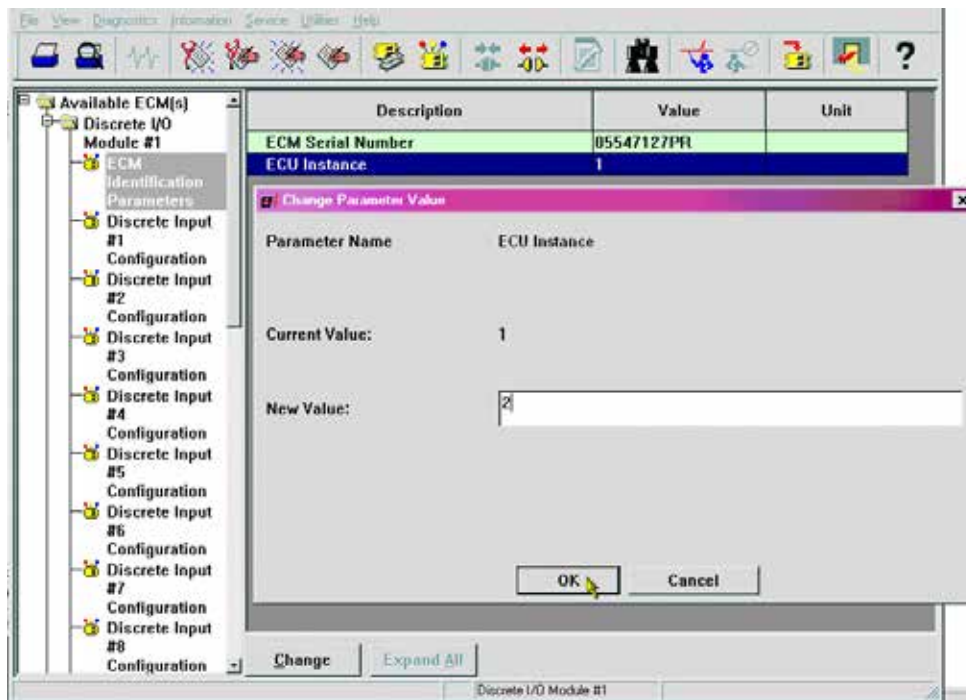 File View Diagnostics Information Service Utilities Help
?
Available ECM(s)
Discrete I/O
Module #1
ECM
Identification
Parameters
Discrete Input
#1
Configuration
Discrete Input
#2
Configuration
Discrete Input
#3
Configuration
Discrete Input
#4
Configuration
Discrete Input
#5
Configuration
Discrete Input
#6
Configuration
Discrete Input
#7
Configuration
Discrete Input
#8
Configuration
Description Value Unit
ECM Serial Number 05547127PR
ECU Instance 1
Change Parameter Value
Parameter Name ECU Instance
Current Value: 1
New Value: 2
OK Cancel
Change Expand All
Discrete I/O Module #1